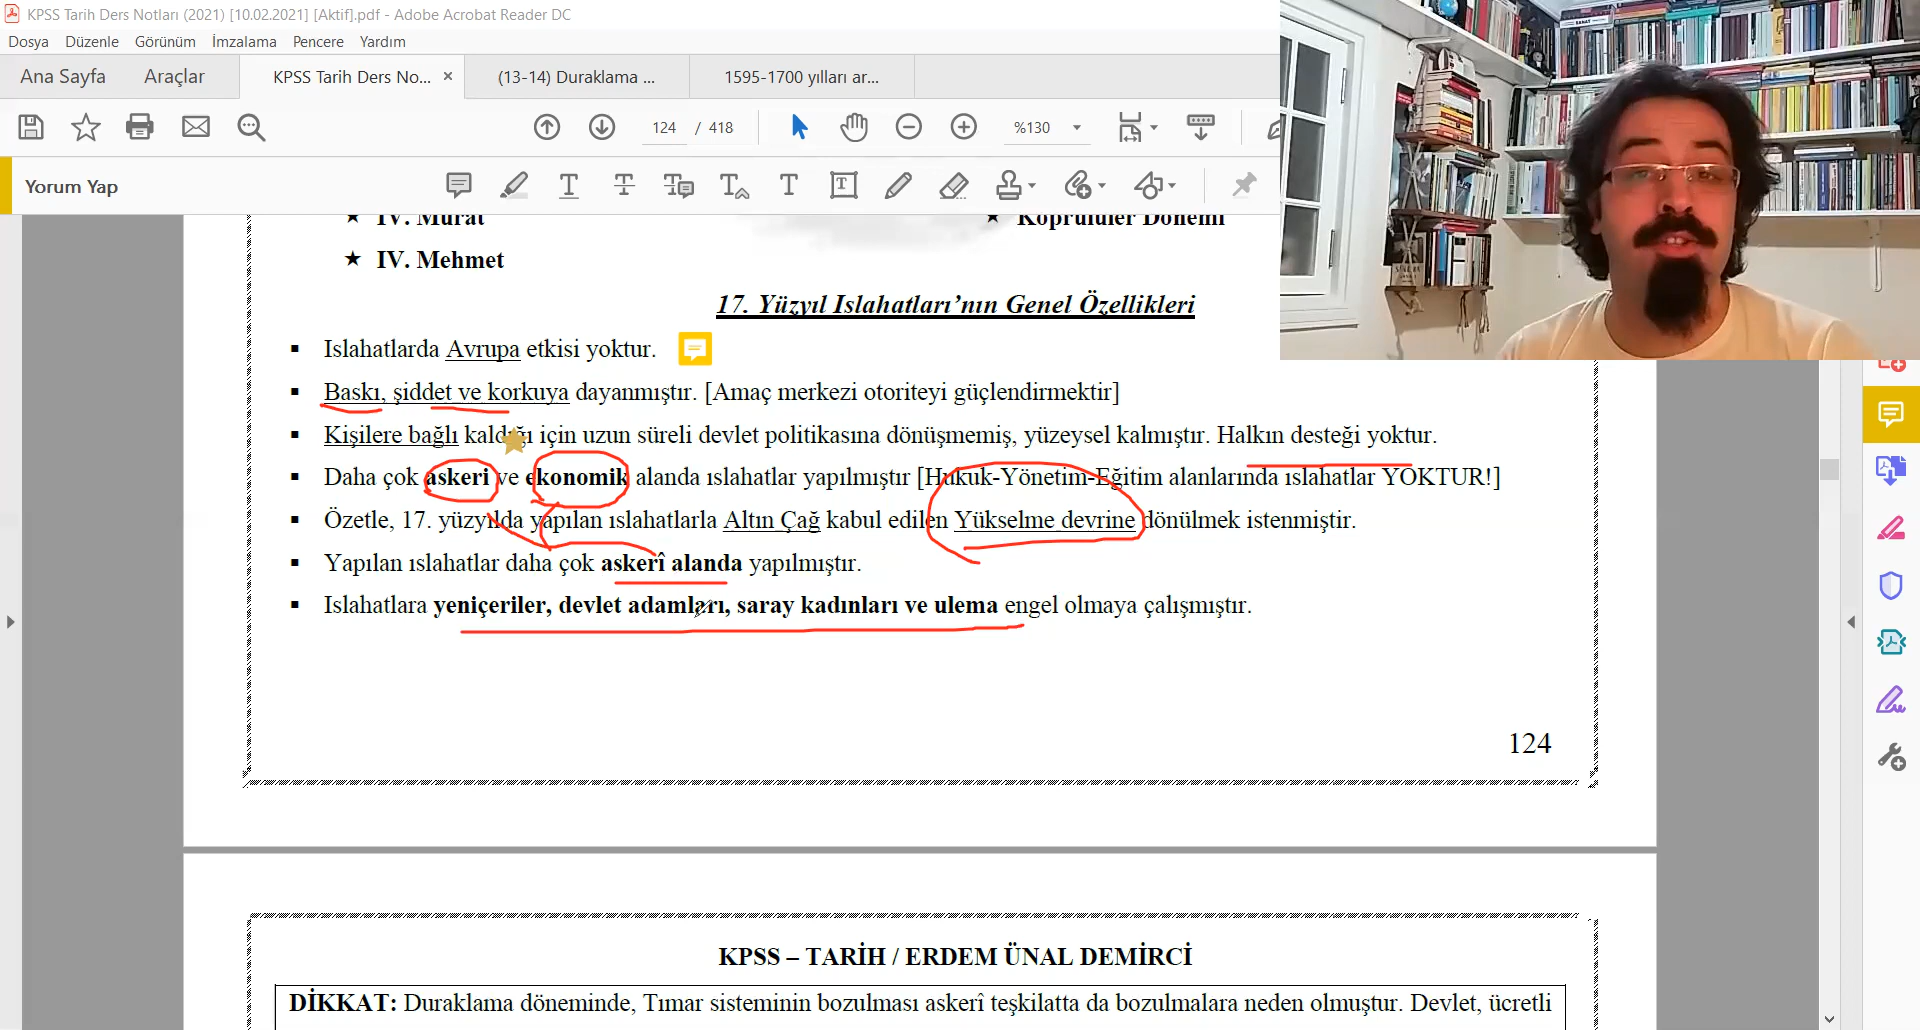 KPSS Tarih Ders Notları (2021) [10.02.2021] [Aktif].pdf - Adobe Acrobat Reader DC
Dosya Düzenle Görünüm İmzalama Pencere Yardım
Ana Sayfa Araçlar KPSS Tarih Ders No... × (13-14) Duraklama ... 1595-1700 yılları ar...
124 / 418 %130
Yorum Yap
★ IV. Murat ★ Köprülüler Dönemi
★ IV. Mehmet
17. Yüzyıl Islahatları’nın Genel Özellikleri
▪ Islahatlarda Avrupa etkisi yoktur.
▪ Baskı, şiddet ve korkuya dayanmıştır. [Amaç merkezi otoriteyi güçlendirmektir]
▪ Kişilere bağlı kaldığı için uzun süreli devlet politikasına dönüşmemiş, yüzeysel kalmıştır. Halkın desteği yoktur.
▪ Daha çok askeri ve ekonomik alanda ıslahatlar yapılmıştır [Hukuk-Yönetim-Eğitim alanlarında ıslahatlar YOKTUR!]
▪ Özetle, 17. yüzyılda yapılan ıslahatlarla Altın Çağ kabul edilen Yükselme devrine dönülmek istenmiştir.
▪ Yapılan ıslahatlar daha çok askerî alanda yapılmıştır.
▪ Islahatlara yeniçeriler, devlet adamları, saray kadınları ve ulema engel olmaya çalışmıştır.
124
KPSS – TARİH / ERDEM ÜNAL DEMİRCİ
DİKKAT: Duraklama döneminde, Tımar sisteminin bozulması askerî teşkilatta da bozulmalara neden olmuştur. Devlet, ücretli